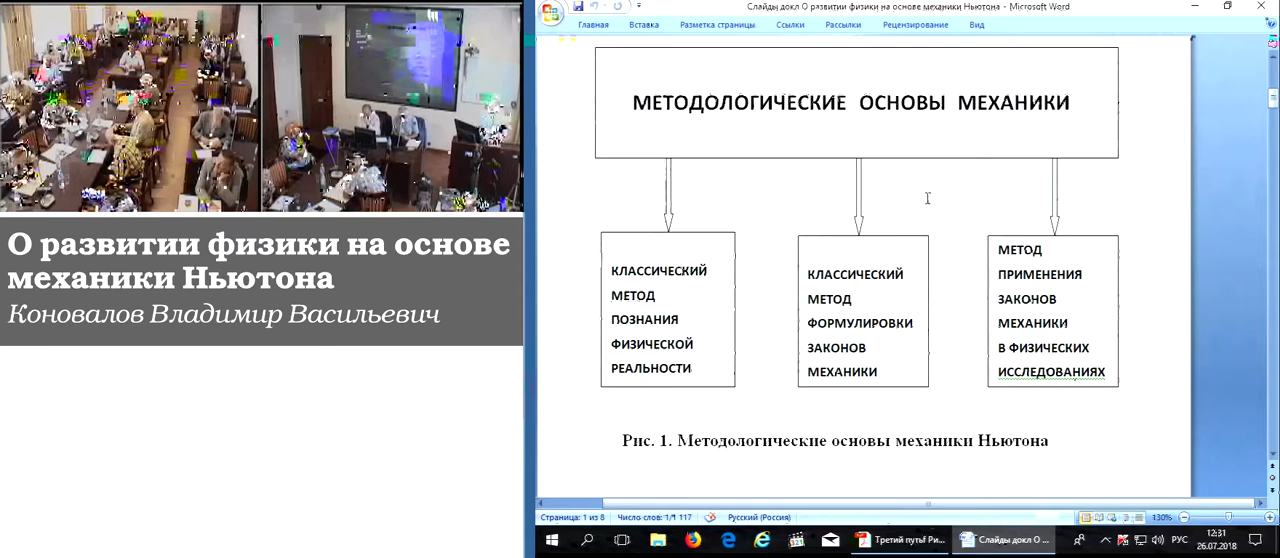 О развитии физики на основе
механики Ньютона
Коновалов Владимир Васильевич
Слайды докл О развитии физики на основе механики Ньютона - Microsoft Word
Главная
Вставка
Разметка страницы
Ссылки
Рассылки
Рецензирование
Вид
МЕТОДОЛОГИЧЕСКИЕ ОСНОВЫ МЕХАНИКИ
КЛАССИЧЕСКИЙ
МЕТОД
ПОЗНАНИЯ
ФИЗИЧЕСКОЙ
РЕАЛЬНОСТИ
КЛАССИЧЕСКИЙ
МЕТОД
ФОРМУЛИРОВКИ
ЗАКОНОВ
МЕХАНИКИ
МЕТОД
ПРИМЕНЕНИЯ
ЗАКОНОВ
МЕХАНИКИ
В ФИЗИЧЕСКИХ
ИССЛЕДОВАНИЯХ
Рис. 1. Методологические основы механики Ньютона
Страница: 1 из 8
Число слов: 1/1 117
Русский (Россия)
130%
Третий путь! Ри...
Слайды докл О ...
РУС
12:31
26.07.2018